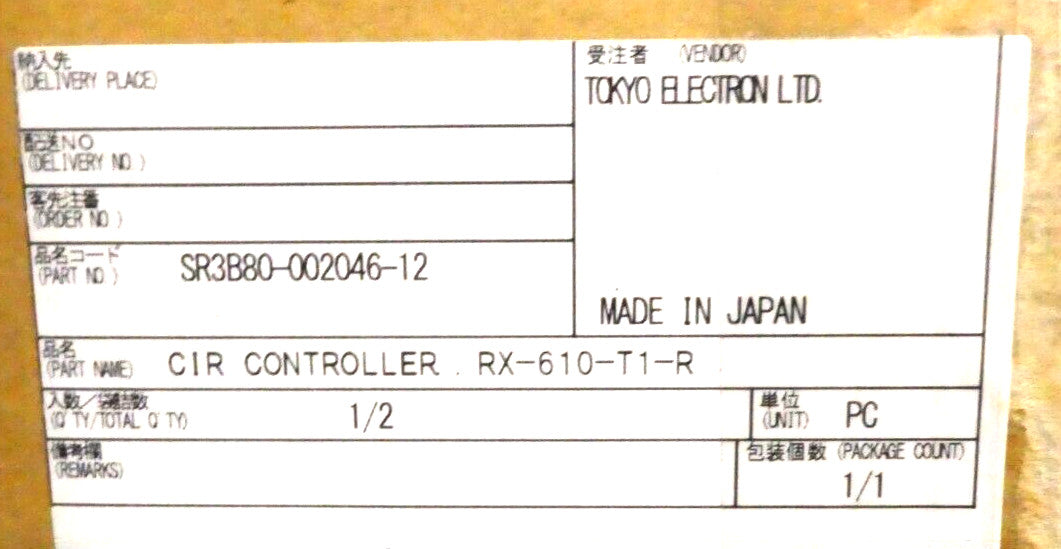 納入先
(DELIVERY PLACE)
受注者 (VENDOR)
TOKYO ELECTRON LTD.
配送NO
(DELIVERY NO.)
客先注番
(ORDER NO.)
品名コード
(PART NO.)
SR3B80-002046-12
MADE IN JAPAN
品名
(PART NAME)
CIR CONTROLLER . RX-610-T1-R
入数/袋詰数
(Q'TY/TOTAL Q'TY)
1/2
単位
(UNIT)
PC
備考欄
(REMARKS)
包装個数 (PACKAGE COUNT)
1/1